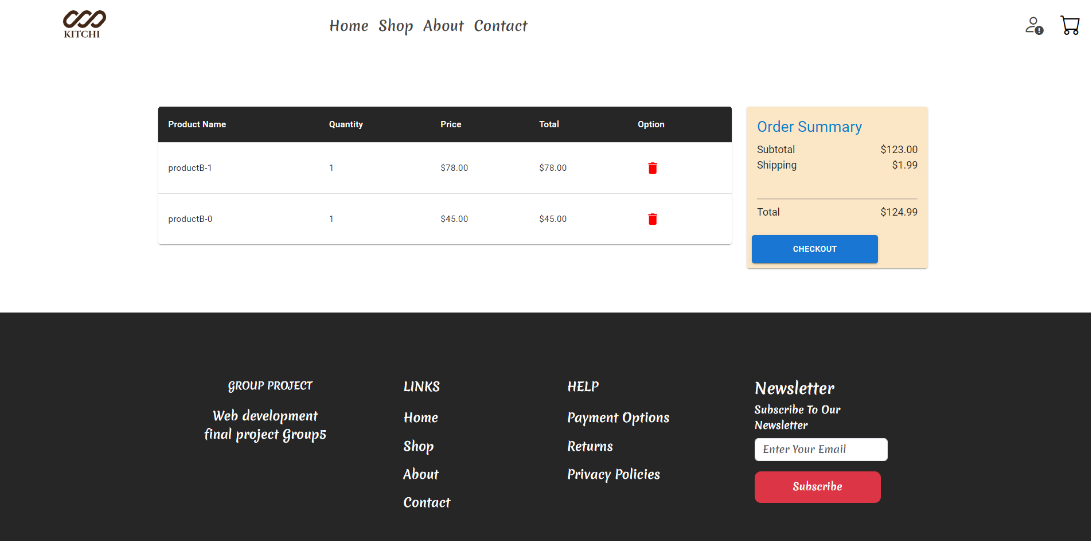 KITCHI
Home Shop About Contact
Product Name Quantity Price Total Option
productB-1 1 $78.00 $78.00
productB-0 1 $45.00 $45.00
Order Summary
Subtotal $123.00
Shipping $1.99
Total $124.99
CHECKOUT
GROUP PROJECT
Web development
final project Group5
LINKS
Home
Shop
About
Contact
HELP
Payment Options
Returns
Privacy Policies
Newsletter
Subscribe To Our
Newsletter
Enter Your Email
Subscribe